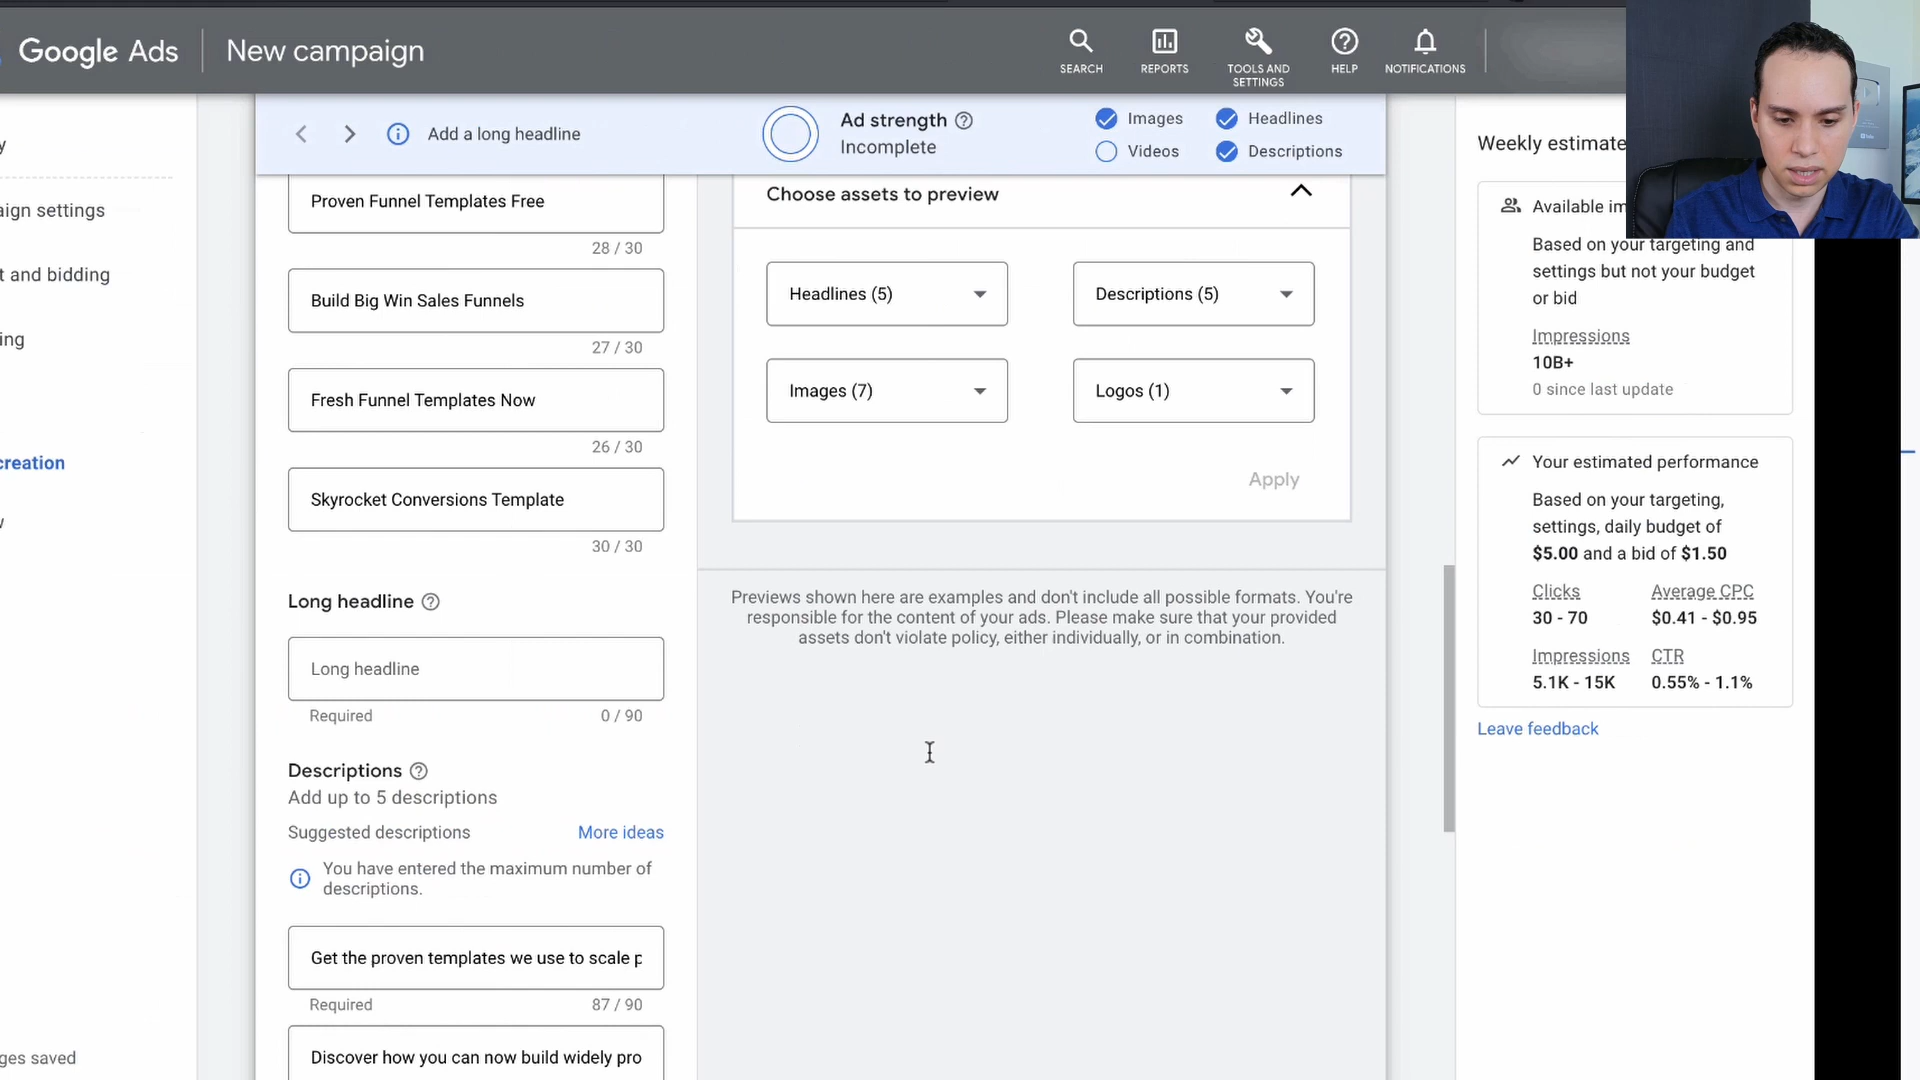 Google Ads
New campaign
SEARCH
REPORTS
TOOLS AND
SETTINGS
HELP
NOTIFICATIONS
Add a long headline
Ad strength
Incomplete
Images
Headlines
Videos
Descriptions
y
aign settings
t and bidding
ing
creation
ges saved
Proven Funnel Templates Free
28 / 30
Build Big Win Sales Funnels
27 / 30
Fresh Funnel Templates Now
26 / 30
Skyrocket Conversions Template
30 / 30
Long headline
Long headline
Required
0 / 90
Descriptions
Add up to 5 descriptions
Suggested descriptions
More ideas
You have entered the maximum number of
descriptions.
Get the proven templates we use to scale p
Required
87 / 90
Discover how you can now build widely pro
Choose assets to preview
Headlines (5)
Descriptions (5)
Images (7)
Logos (1)
Apply
Previews shown here are examples and don't include all possible formats. You're
responsible for the content of your ads. Please make sure that your provided
assets don't violate policy, either individually, or in combination.
Weekly estimate
Available im
Based on your targeting and
settings but not your budget
or bid
Impressions
10B+
0 since last update
Your estimated performance
Based on your targeting,
settings, daily budget of
$5.00 and a bid of $1.50
Clicks
Average CPC
30 - 70
$0.41 - $0.95
Impressions
CTR
5.1K - 15K
0.55% - 1.1%
Leave feedback